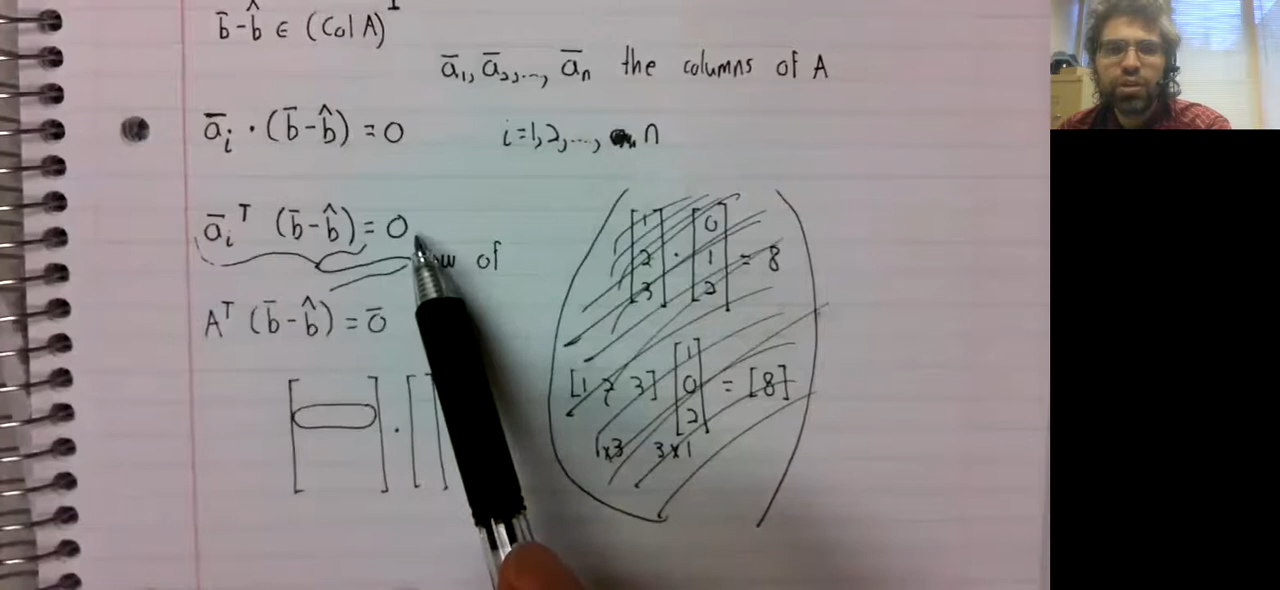 b̄-b̂ ∈ (Col A)⊥
ā₁, ā₂,..., āₙ the columns of A
āᵢ · (b̄-b̂) = 0 i=1,2,..., n
āᵢᵀ (b̄-b̂) = 0
of
Aᵀ (b̄-b̂) = 0̄
[1 2 3] · [0 1 2] = 8
[1 2 3] [1 0 2] = [8]
1x3 3x1